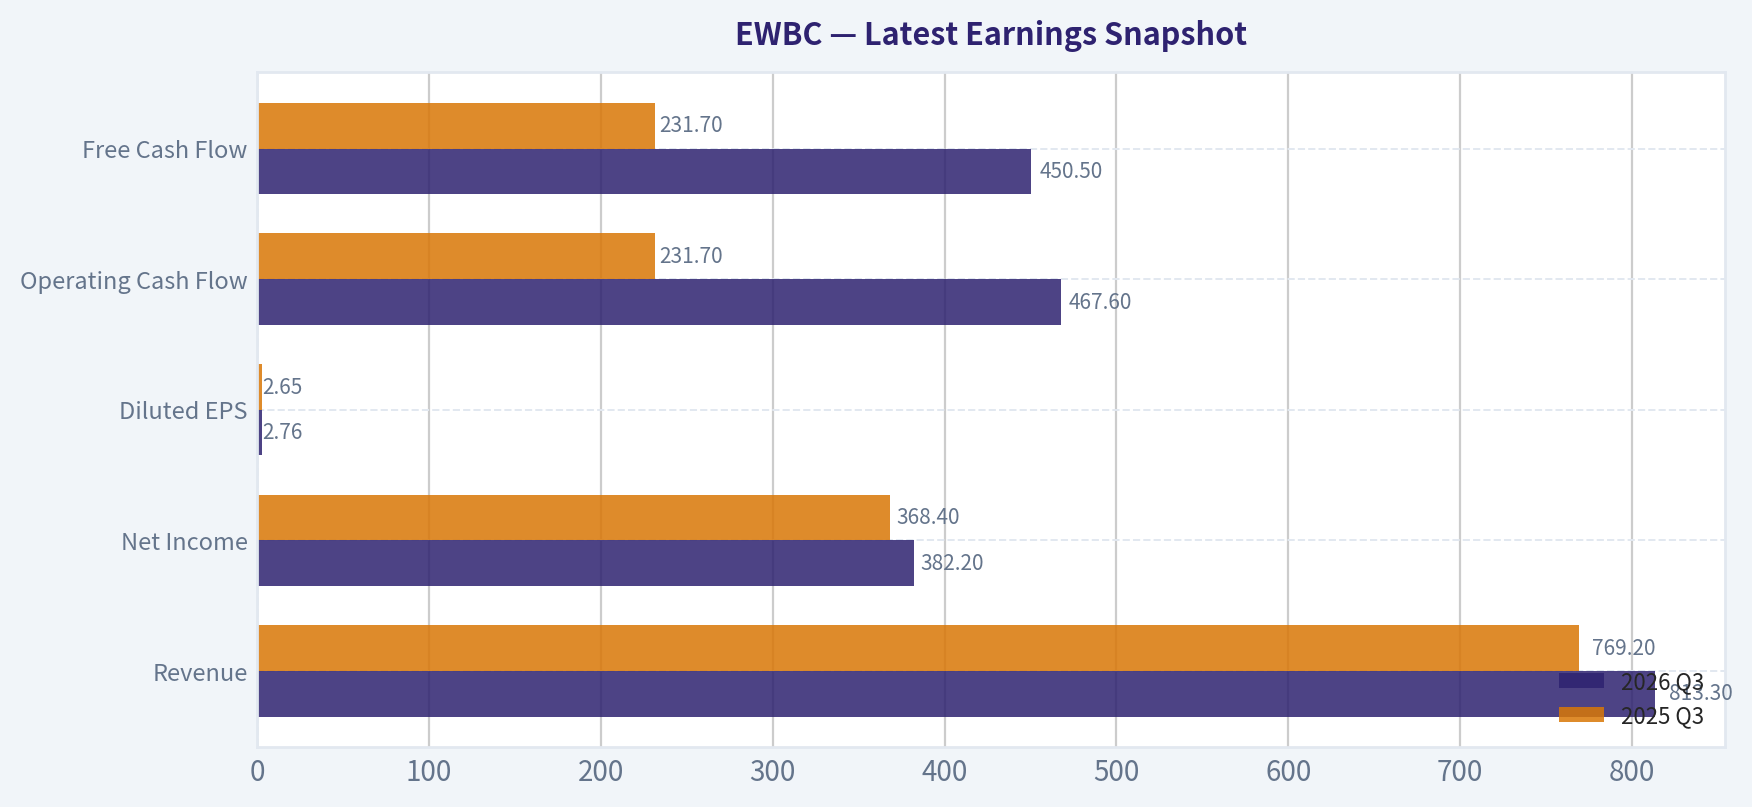 EWBC — Latest Earnings Snapshot
Free Cash Flow
231.70
450.50
Operating Cash Flow
231.70
467.60
Diluted EPS
2.65
2.76
Net Income
368.40
382.20
Revenue
769.20
813.30
2026 Q3
2025 Q3
0 100 200 300 400 500 600 700 800